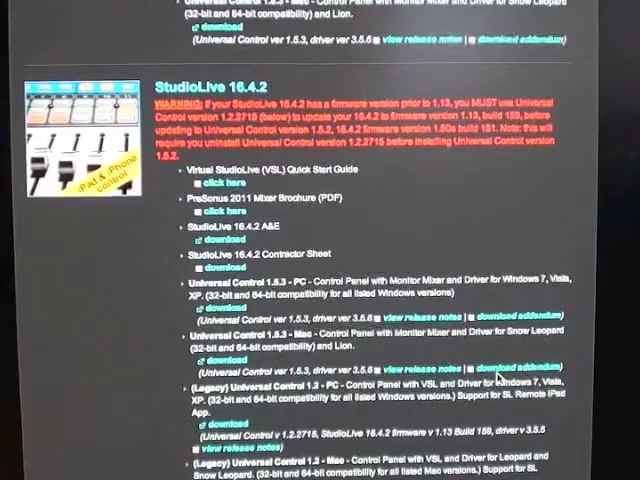 Universal Control 1.5.3 - Mac - Control Panel with Monitor Mixer and Driver for Snow Leopard
(32-bit and 64-bit compatibility) and Lion.
download
(Universal Control ver 1.5.3, driver ver 3.5.6 view release notes | download addendum)
StudioLive 16.4.2
WARNING: If your StudioLive 16.4.2 has a firmware version prior to 1.13, you MUST use Universal
Control version 1.2.2715 (below) to update your 16.4.2 to firmware version 1.13, build 159, before
updating to Universal Control version 1.5.2, 16.4.2 firmware version 1.50a build 181. Note: this will
require you uninstall Universal Control version 1.2.2715 before installing Universal Control version
1.5.2.
iPad & iPhone
control
Virtual StudioLive (VSL) Quick Start Guide
click here
PreSonus 2011 Mixer Brochure (PDF)
click here
StudioLive 16.4.2 A&E
download
StudioLive 16.4.2 Contractor Sheet
download
Universal Control 1.5.3 - PC - Control Panel with Monitor Mixer and Driver for Windows 7, Vista,
XP. (32-bit and 64-bit compatibility for all listed Windows versions)
download
(Universal Control ver 1.5.3, driver ver 3.5.6 view release notes | download addendum)
Universal Control 1.5.3 - Mac - Control Panel with Monitor Mixer and Driver for Snow Leopard
(32-bit and 64-bit compatibility) and Lion.
download
(Universal Control ver 1.5.3, driver ver 3.5.6 view release notes | download addendum)
(Legacy) Universal Control 1.2 - PC - Control Panel with VSL and Driver for Windows 7, Vista,
XP. (32-bit and 64-bit compatibility for all listed Windows versions.) Support for SL Remote iPad
App.
download
(Universal Control v 1.2.2715, StudioLive 16.4.2 firmware v 1.13 Build 159, driver v 3.5.5
view release notes)
(Legacy) Universal Control 1.2 - Mac - Control Panel with VSL and Driver for Leopard and
Snow Leopard. (32-bit and 64-bit compatibility for all listed Mac versions.) Support for SL